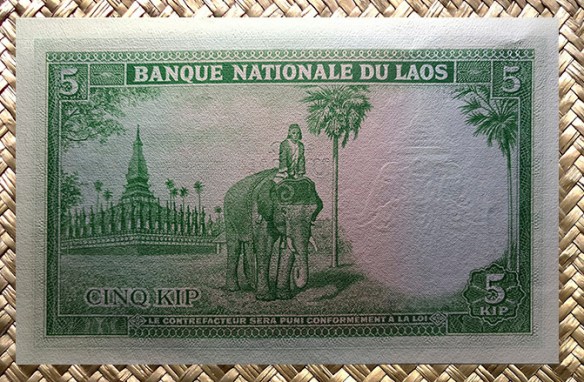 5 BANQUE NATIONALE DU LAOS 5
CINQ KIP
5
KIP
LE CONTREFACTEUR SERA PUNI CONFORMÉMENT À LA LOI